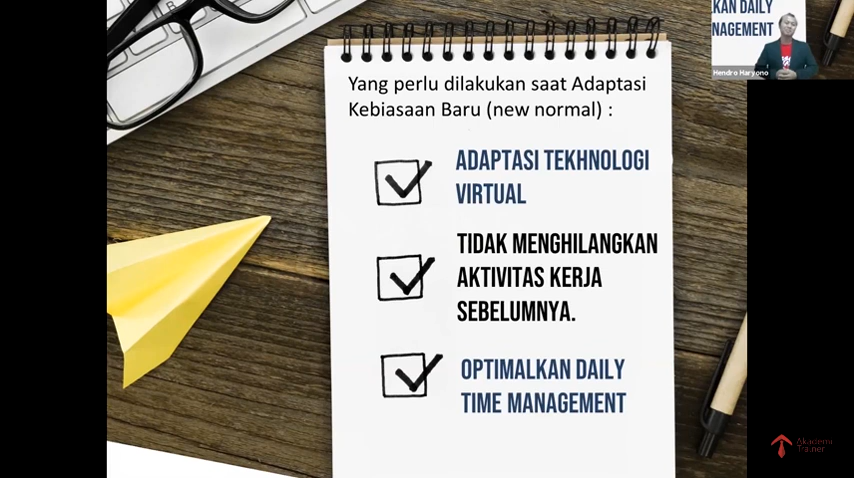 KAN DAILY
NAGEMENT
Hendro Haryono
Yang perlu dilakukan saat Adaptasi
Kebiasaan Baru (new normal) :
ADAPTASI TEKHNOLOGI
VIRTUAL
TIDAK MENGHILANGKAN
AKTIVITAS KERJA
SEBELUMNYA.
OPTIMALKAN DAILY
TIME MANAGEMENT
Akademi
Trainer